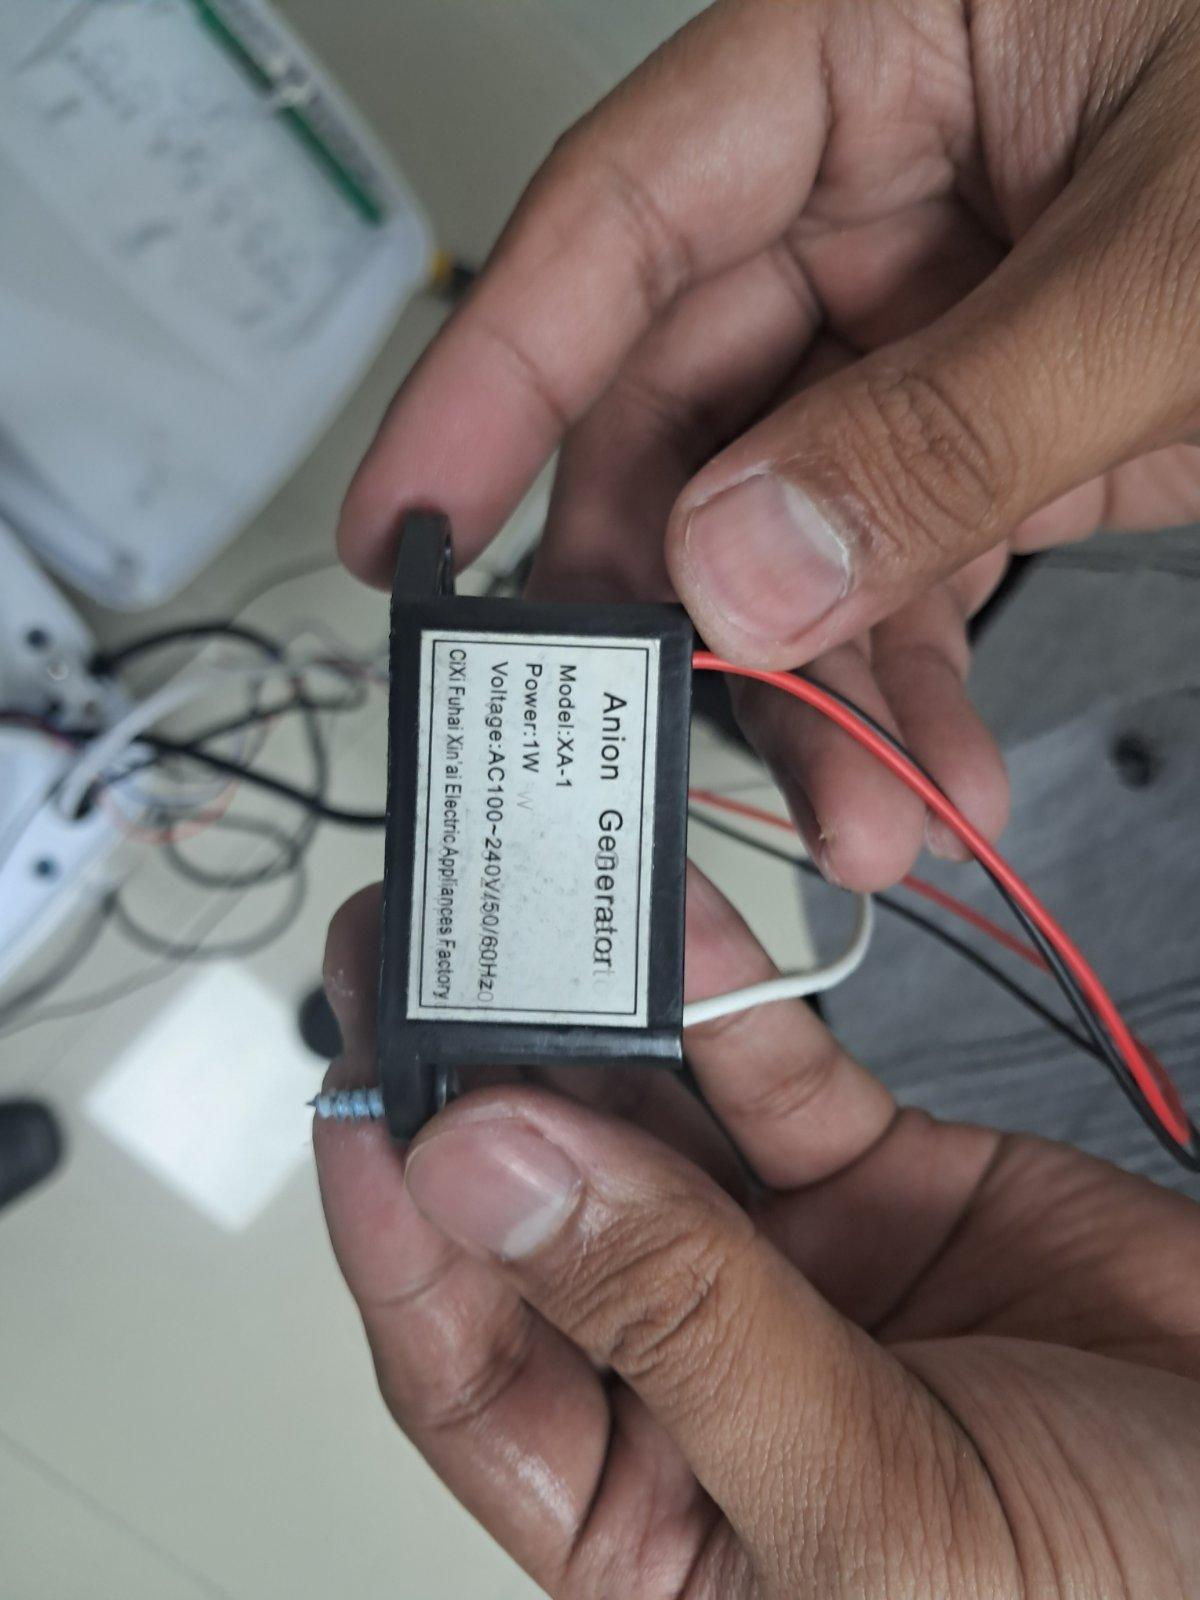 Anion Generator
Model:XA-1
Power:1W
Voltage:AC100~240V/50/60Hz
CiXi Fuhai Xin'ai Electric Appliances Factory